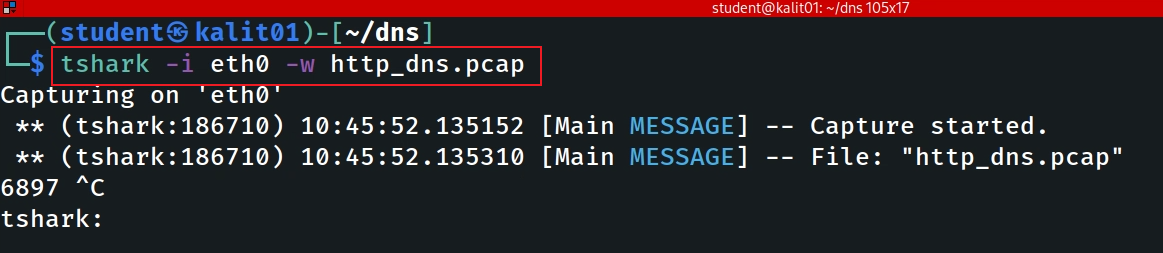 student@kalit01: ~/dns 105x17
┌──(student㉿kalit01)-[~/dns]
└─$ tshark -i eth0 -w http_dns.pcap
Capturing on 'eth0'
 ** (tshark:186710) 10:45:52.135152 [Main MESSAGE] -- Capture started.
 ** (tshark:186710) 10:45:52.135310 [Main MESSAGE] -- File: "http_dns.pcap"
6897 ^C
tshark: